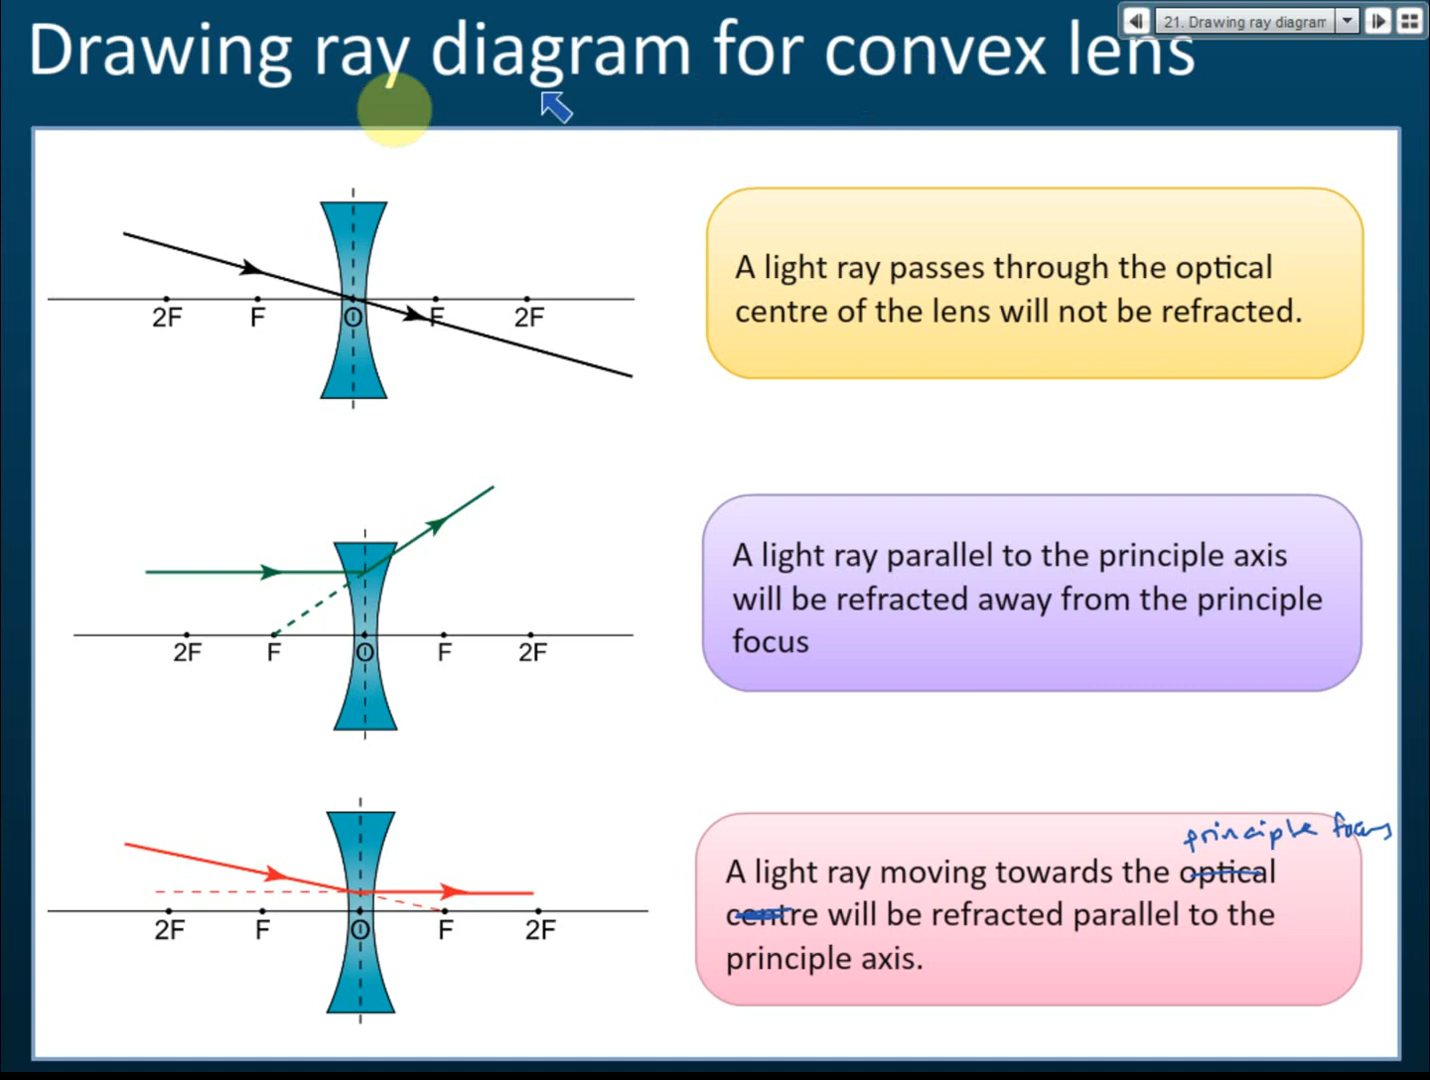 21. Drawing ray diagram
Drawing ray diagram for convex lens
2F F O F 2F
A light ray passes through the optical
centre of the lens will not be refracted.
2F F O F 2F
A light ray parallel to the principle axis
will be refracted away from the principle
focus
2F F O F 2F
principle focus
A light ray moving towards the optical
centre will be refracted parallel to the
principle axis.